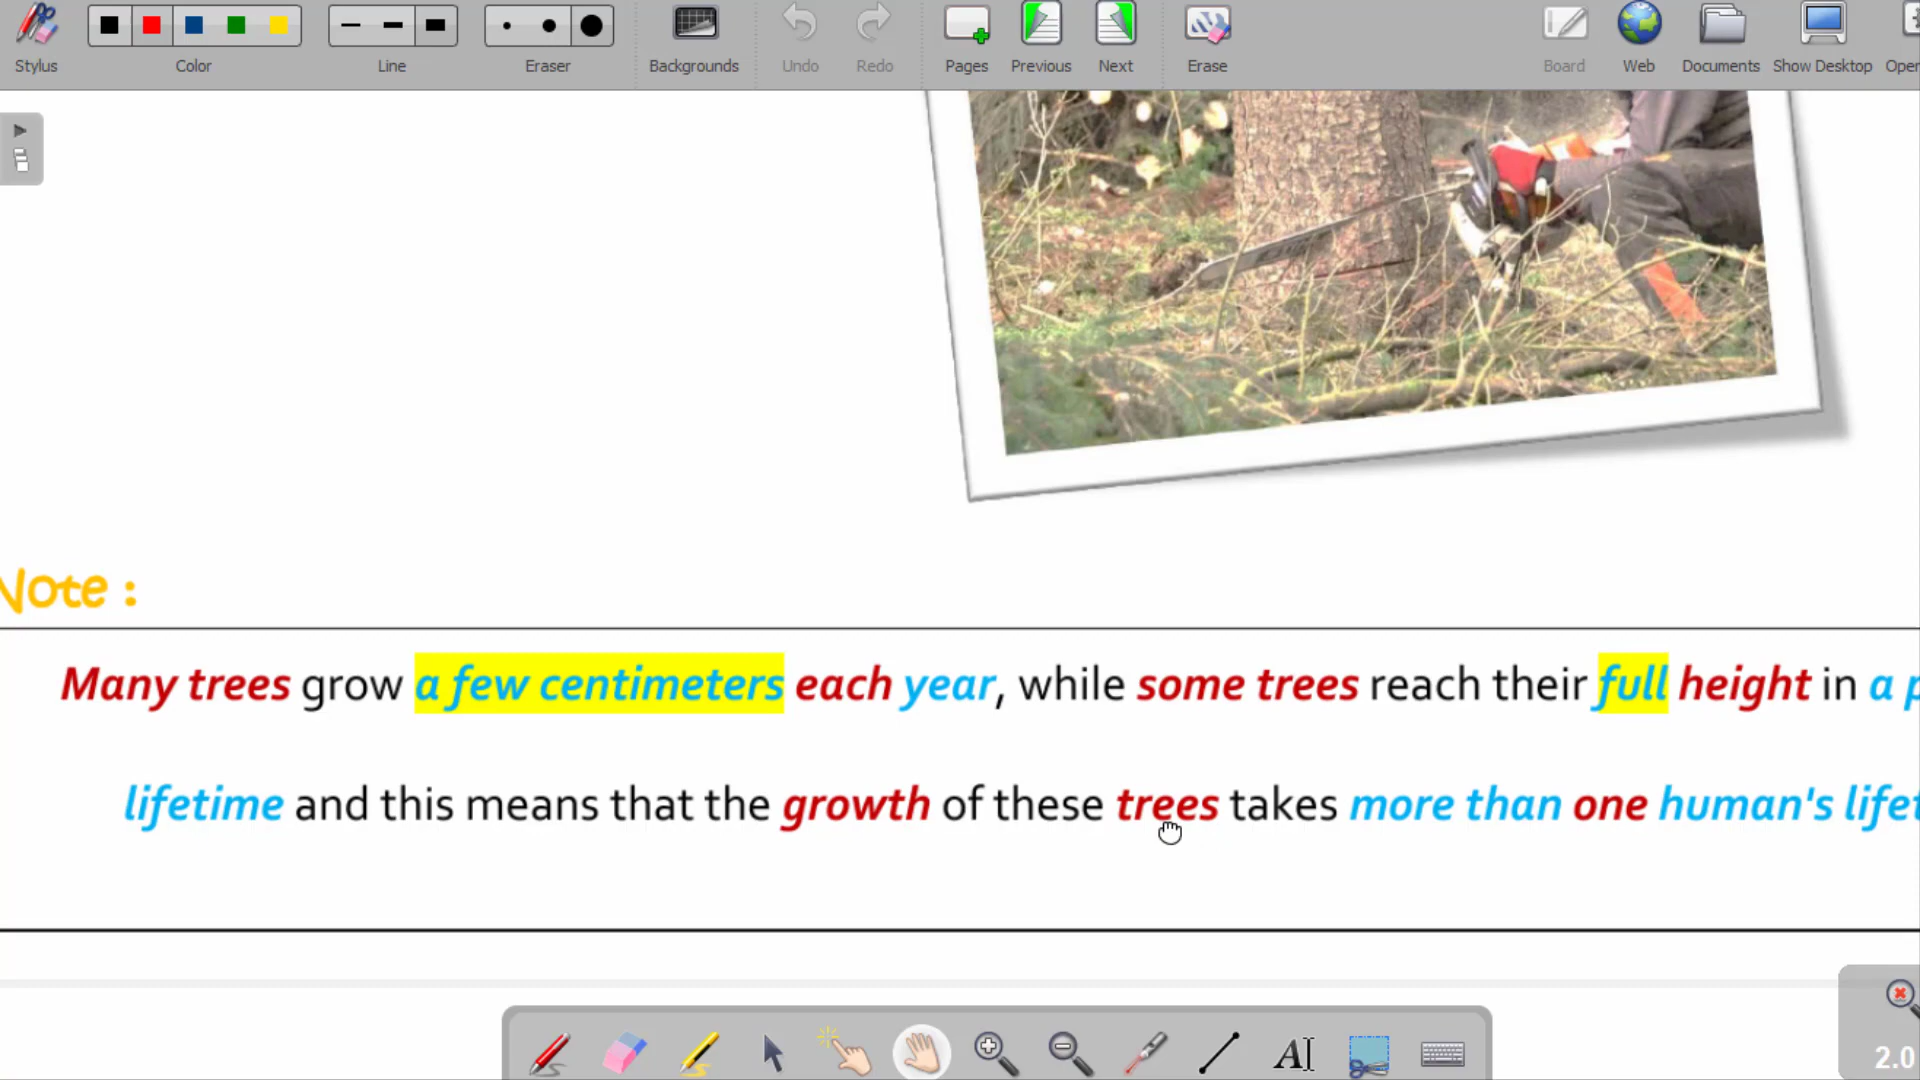 Stylus Color Line Eraser Backgrounds Undo Redo Pages Previous Next Erase Board Web Documents Show Desktop
Note :
Many trees grow a few centimeters each year, while some trees reach their full height in a
lifetime and this means that the growth of these trees takes more than one human's
2.0